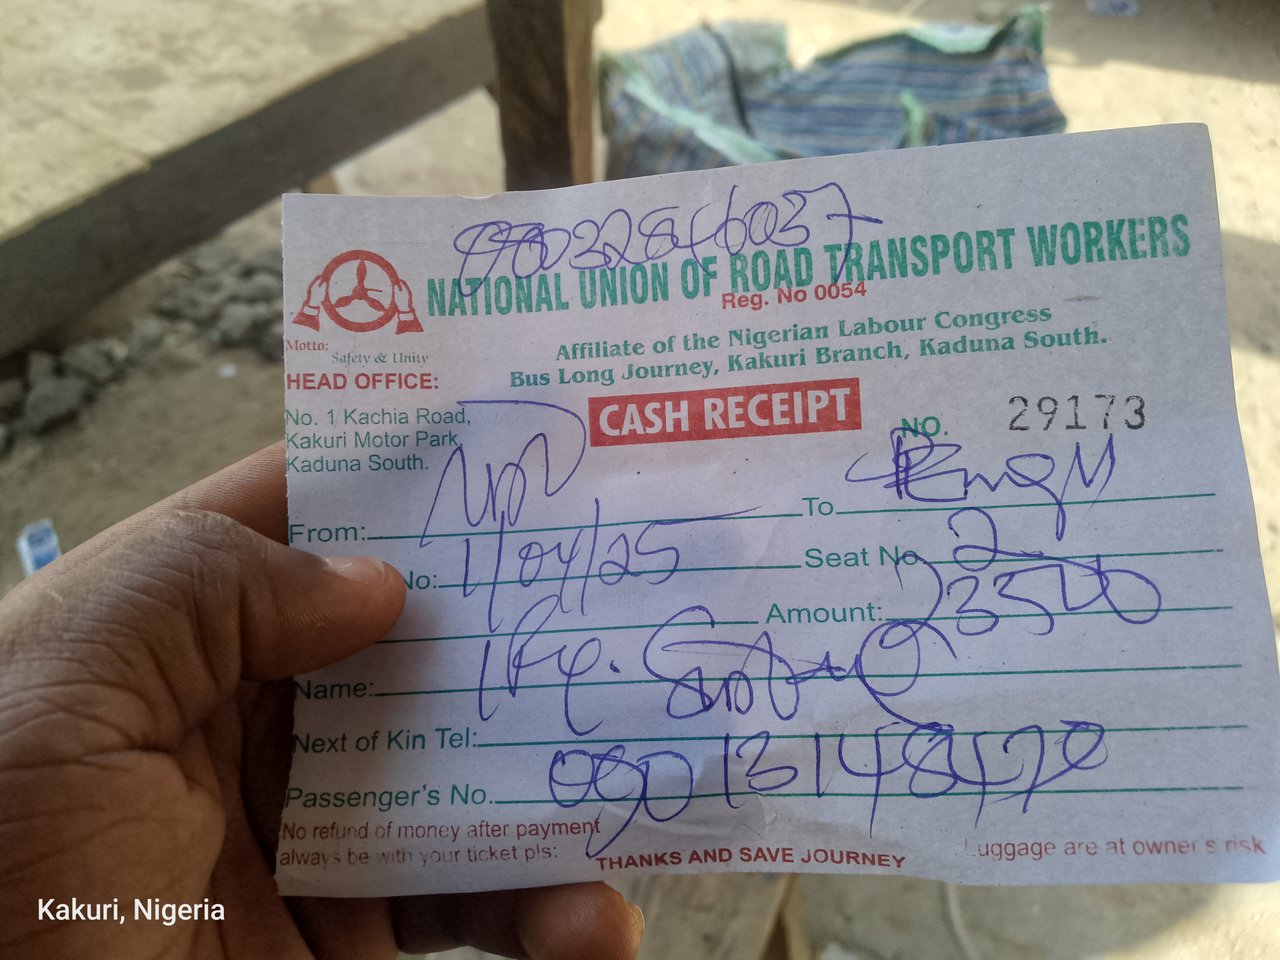 NATIONAL UNION OF ROAD TRANSPORT WORKERS
Reg. No 0054
Motto:
Safety & Unity
Affiliate of the Nigerian Labour Congress
Bus Long Journey, Kakuri Branch, Kaduna South.
HEAD OFFICE:
No. 1 Kachia Road,
Kakuri Motor Park,
Kaduna South.
CASH RECEIPT
NO. 29173
From: To
No: 1/04/25 Seat No 2
Amount: 23500
Name:
Next of Kin Tel:
Passenger's No.
No refund of money after payment
always be with your ticket pls:
THANKS AND SAVE JOURNEY
Luggage are at owner's risk
Kakuri, Nigeria